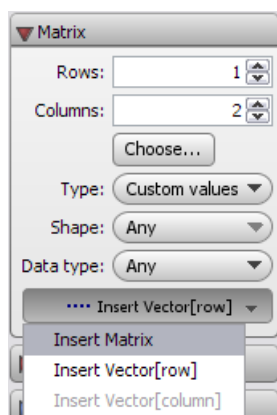 Matrix
Rows: 1
Columns: 2
Choose...
Type: Custom values
Shape: Any
Data type: Any
Insert Vector[row]
Insert Matrix
Insert Vector[row]
Insert Vector[column]